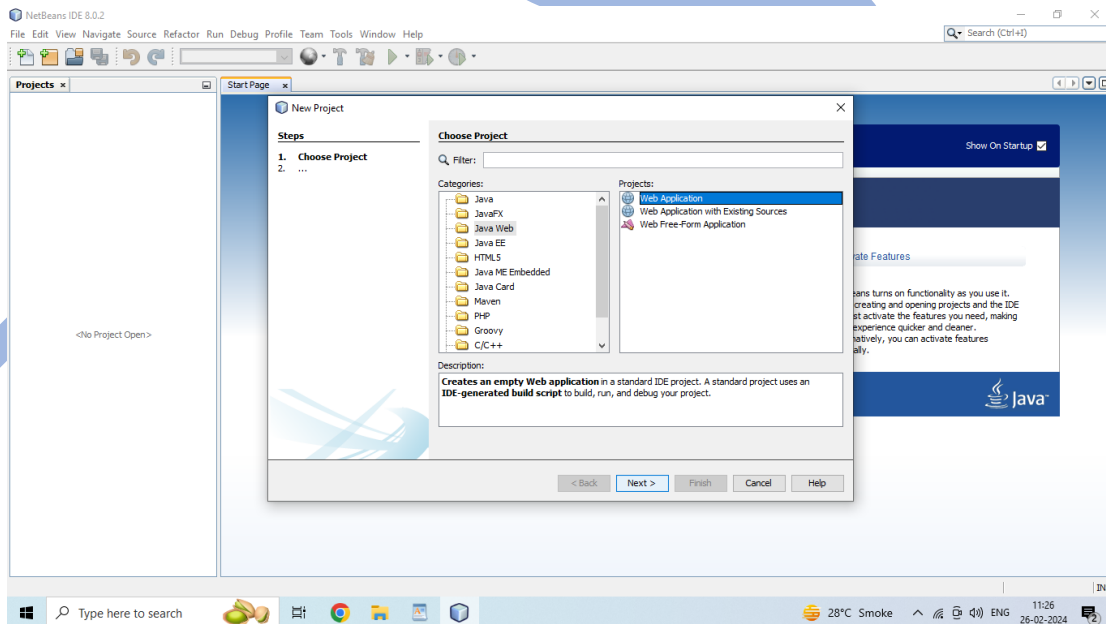 NetBeans IDE 8.0.2
File Edit View Navigate Source Refactor Run Debug Profile Team Tools Window Help
Search (Ctrl+I)
Projects
Start Page
New Project
Steps
1. Choose Project
2. ...
Choose Project
Filter:
Categories:
Java
JavaFX
Java Web
Java EE
HTML5
Java ME Embedded
Java Card
Maven
PHP
Groovy
C/C++
Projects:
Web Application
Web Application with Existing Sources
Web Free-Form Application
Description:
Creates an empty Web application in a standard IDE project. A standard project uses an
IDE-generated build script to build, run, and debug your project.
< Back Next > Finish Cancel Help
<No Project Open>
Show On Startup
Features
turns on functionality as you use it.
creating and opening projects and the IDE
activate the features you need, making
experience quicker and cleaner.
you can activate features
Java
Type here to search
28°C Smoke
ENG
11:26
26-02-2024
2